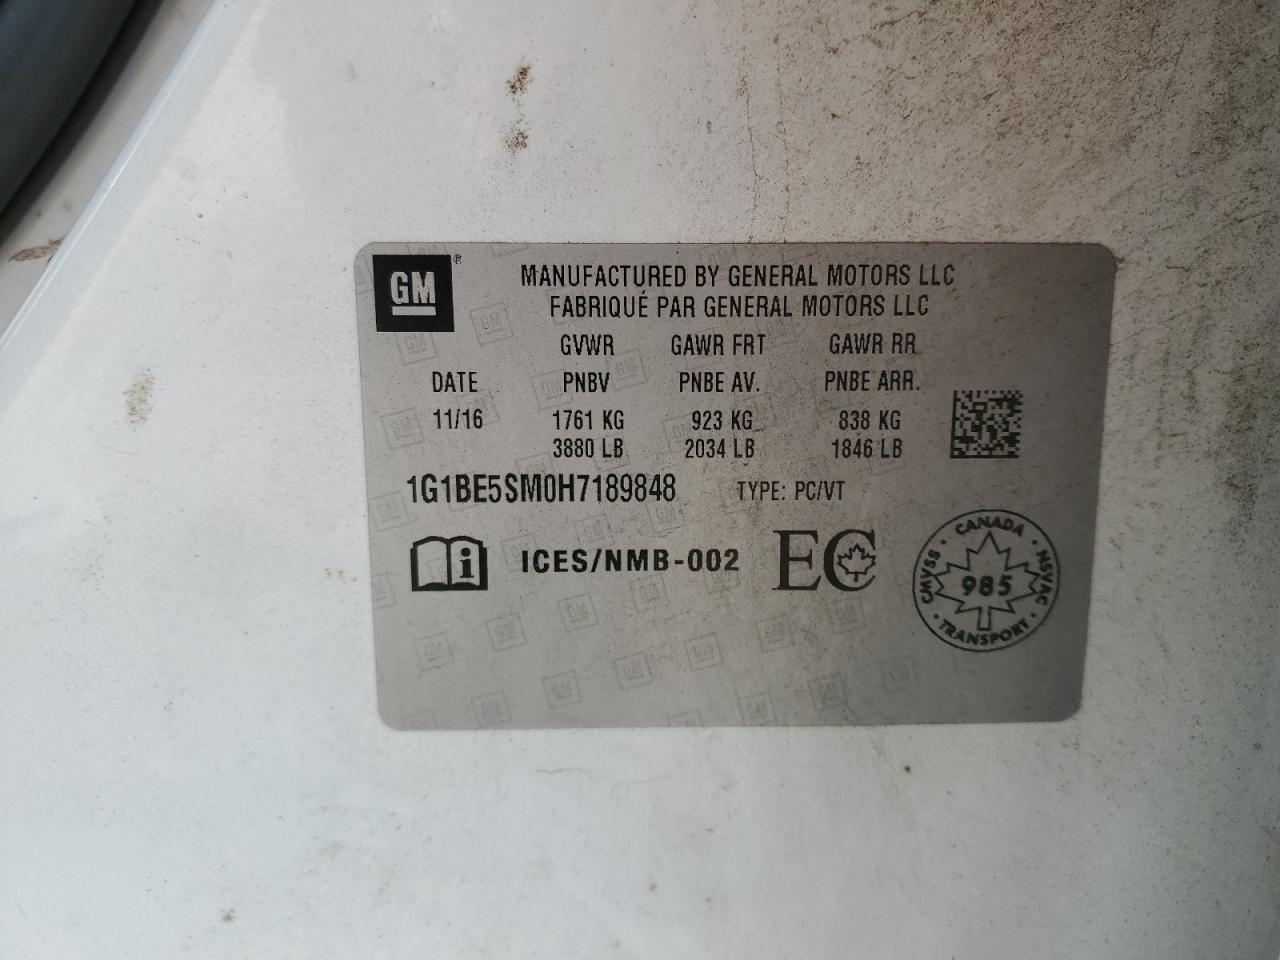 GM ®
MANUFACTURED BY GENERAL MOTORS LLC
FABRIQUÉ PAR GENERAL MOTORS LLC
GVWR GAWR FRT GAWR RR
DATE PNBV PNBE AV. PNBE ARR.
11/16 1761 KG 923 KG 838 KG
3880 LB 2034 LB 1846 LB
1G1BE5SM0H7189848 TYPE: PC/VT
i ICES/NMB-002 EC
CANADA
CMVSS • NSVAC
985
TRANSPORT